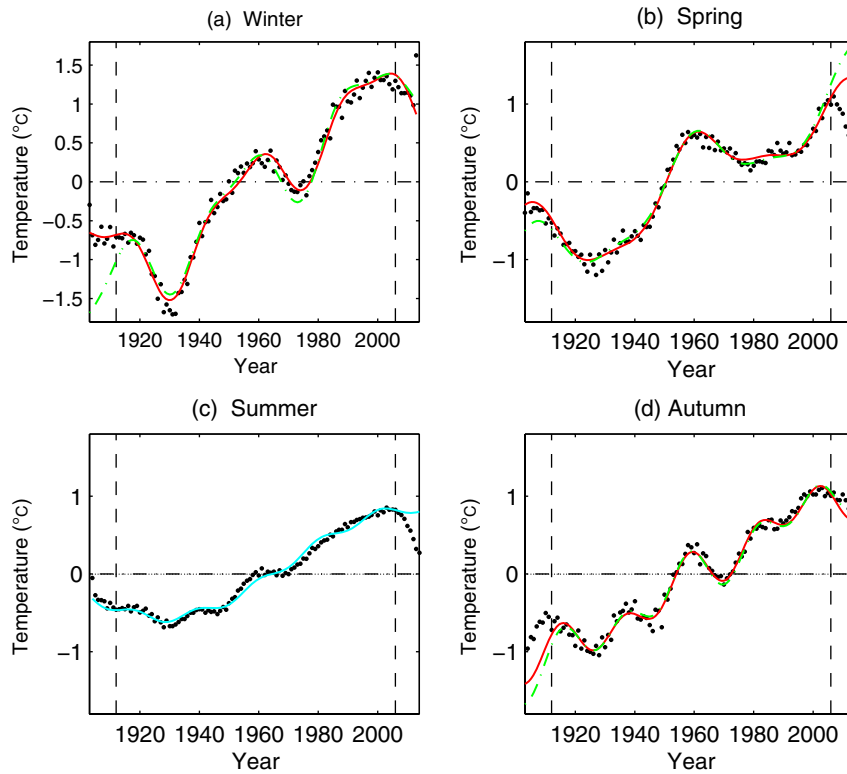 (a) Winter
1.5
1
0.5
0
−0.5
−1
−1.5
Temperature (°c)
1920 1940 1960 1980 2000
Year
(b) Spring
1
0
−1
Temperature (°c)
1920 1940 1960 1980 2000
Year
(c) Summer
1
0
−1
Temperature (°c)
1920 1940 1960 1980 2000
Year
(d) Autumn
1
0
−1
Temperature (°c)
1920 1940 1960 1980 2000
Year